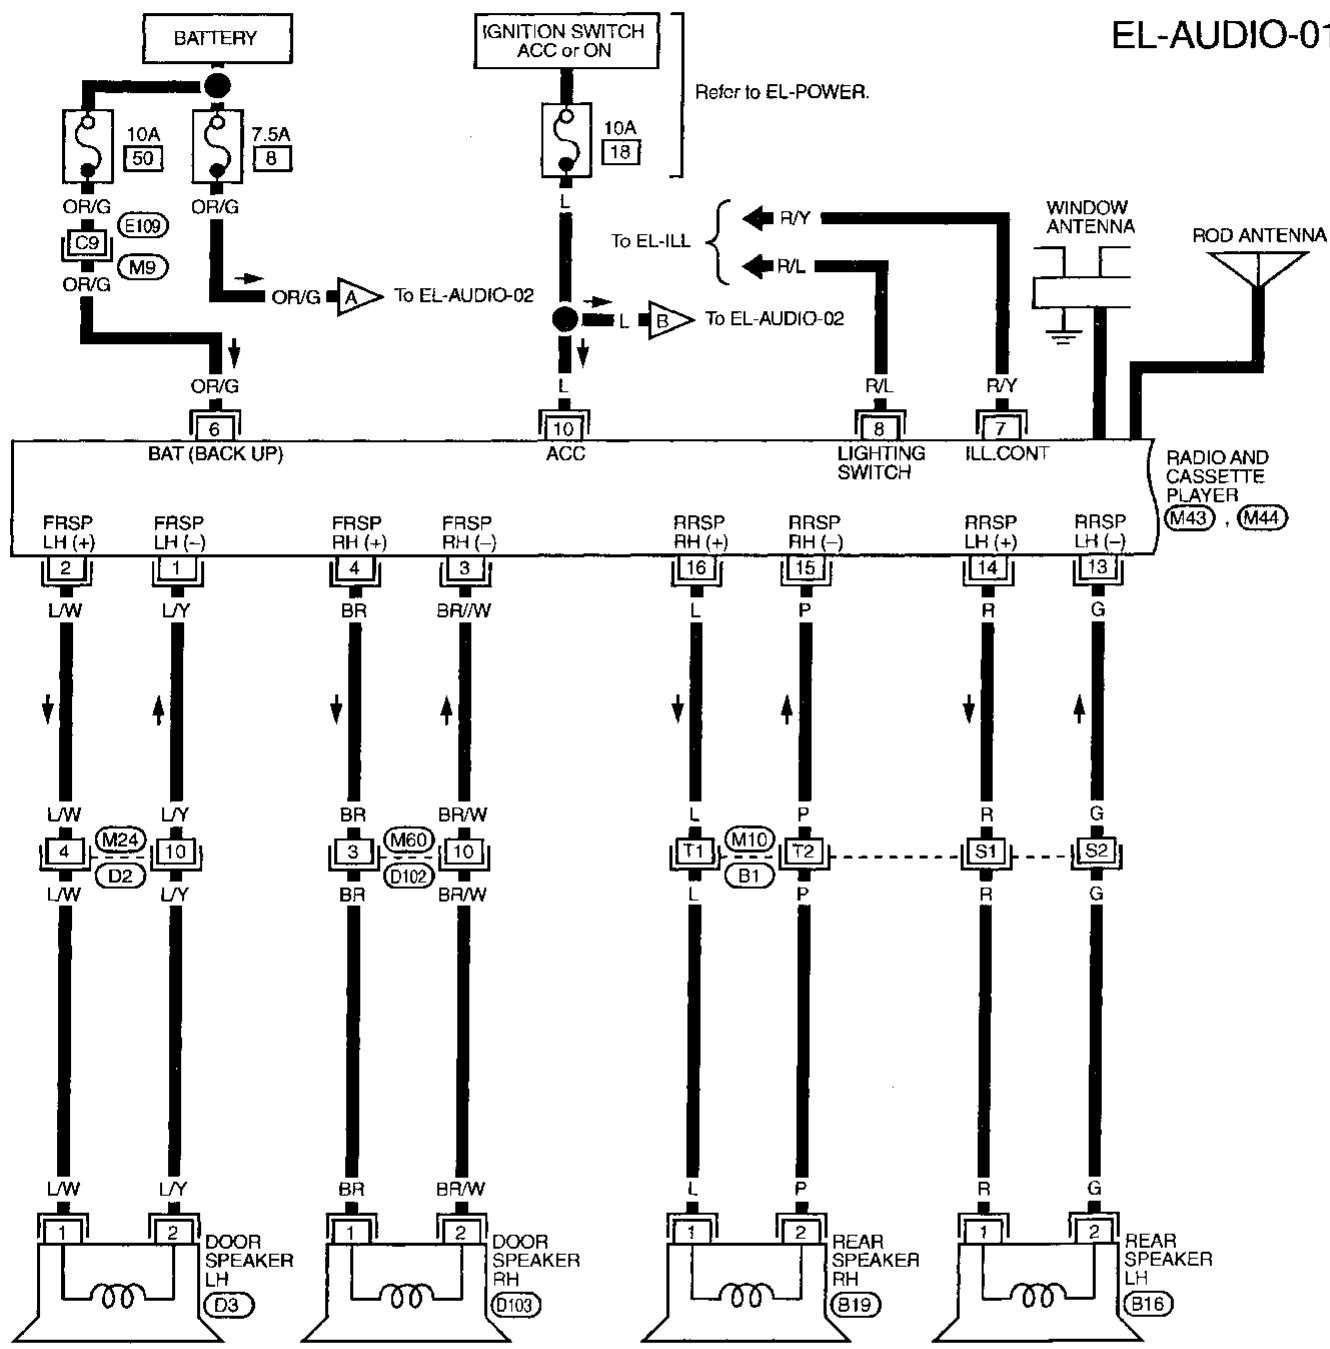 EL-AUDIO-01
BATTERY
IGNITION SWITCH
ACC or ON
Refer to EL-POWER.
10A
50
7.5A
8
10A
18
OR/G
OR/G
L
C9
E109
M9
OR/G
OR/G
A
To EL-AUDIO-02
L
B
To EL-AUDIO-02
To EL-ILL
R/Y
R/L
WINDOW
ANTENNA
ROD ANTENNA
OR/G
L
R/L
R/Y
6
10
8
7
BAT (BACK UP)
ACC
LIGHTING
SWITCH
ILL.CONT
RADIO AND
CASSETTE
PLAYER
M43 , M44
FRSP
LH (+)
FRSP
LH (–)
FRSP
RH (+)
FRSP
RH (–)
RRSP
RH (+)
RRSP
RH (–)
RRSP
LH (+)
RRSP
LH (–)
2
1
4
3
16
15
14
13
L/W
L/Y
BR
BR//W
L
P
R
G
L/W
L/Y
BR
BR/W
L
P
R
G
4
M24
D2
10
3
M60
D102
10
T1
M10
B1
T2
S1
S2
L/W
L/Y
BR
BR/W
L
P
R
G
L/W
L/Y
BR
BR/W
L
P
R
G
1
2
1
2
1
2
1
2
DOOR
SPEAKER
LH
D3
DOOR
SPEAKER
RH
D103
REAR
SPEAKER
RH
B19
REAR
SPEAKER
LH
B16